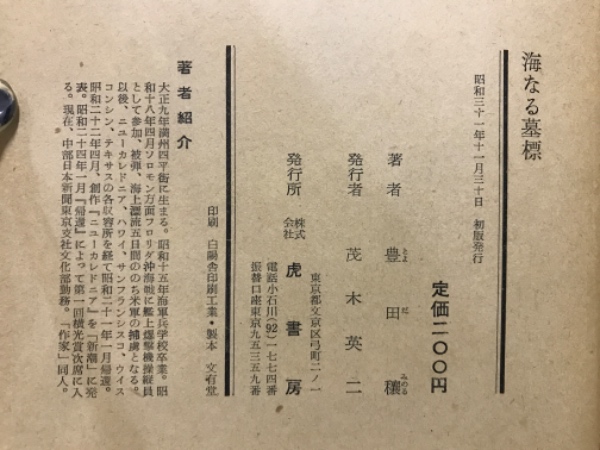 海なる墓標
昭和三十一年十一月三十日 初版発行
定価二〇〇円
著者 豊田穣
とよ だ みのる
発行者 茂木英二
東京都文京区弓町二ノ一
発行所 株式会社 虎書房
電話小石川(92)一七七四番
振替口座東京九五三五九番
印刷 白陽舎印刷工業・製本 文有堂
著者紹介
大正九年満州四平街に生まる。昭和十五年海軍兵学校卒業。昭
和十八年四月ソロモン方面フロリダ沖海戦に艦上爆撃機操縦員
として参加、被弾、海上漂流五日間ののち米軍の捕虜となる。
以後、ニューカレドニア、ハワイ、サンフランシスコ、ウイス
コンシン、テキサスの各収容所を経て昭和二十一年一月帰還。
昭和二十二年四月、創作『ニューカレドニア』を「新潮」に発
表。昭和二十四年一月『帰還』によって第一回横光賞次席に入
る。現在、中部日本新聞東京支社文化部勤務。「作家」同人。